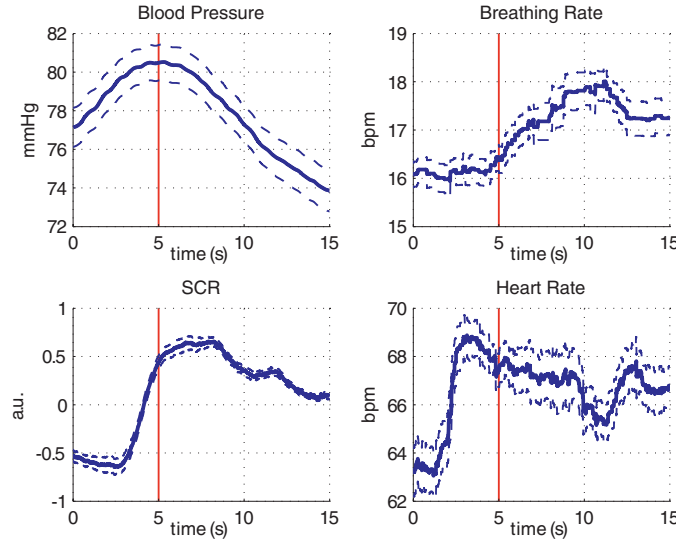 Blood Pressure
82
80
78
76
74
72
mmHg
0 5 10 15
time (s)
Breathing Rate
19
18
17
16
15
bpm
0 5 10 15
time (s)
SCR
1
0.5
0
-0.5
-1
au.
0 5 10 15
time (s)
Heart Rate
70
68
66
64
62
bpm
0 5 10 15
time (s)